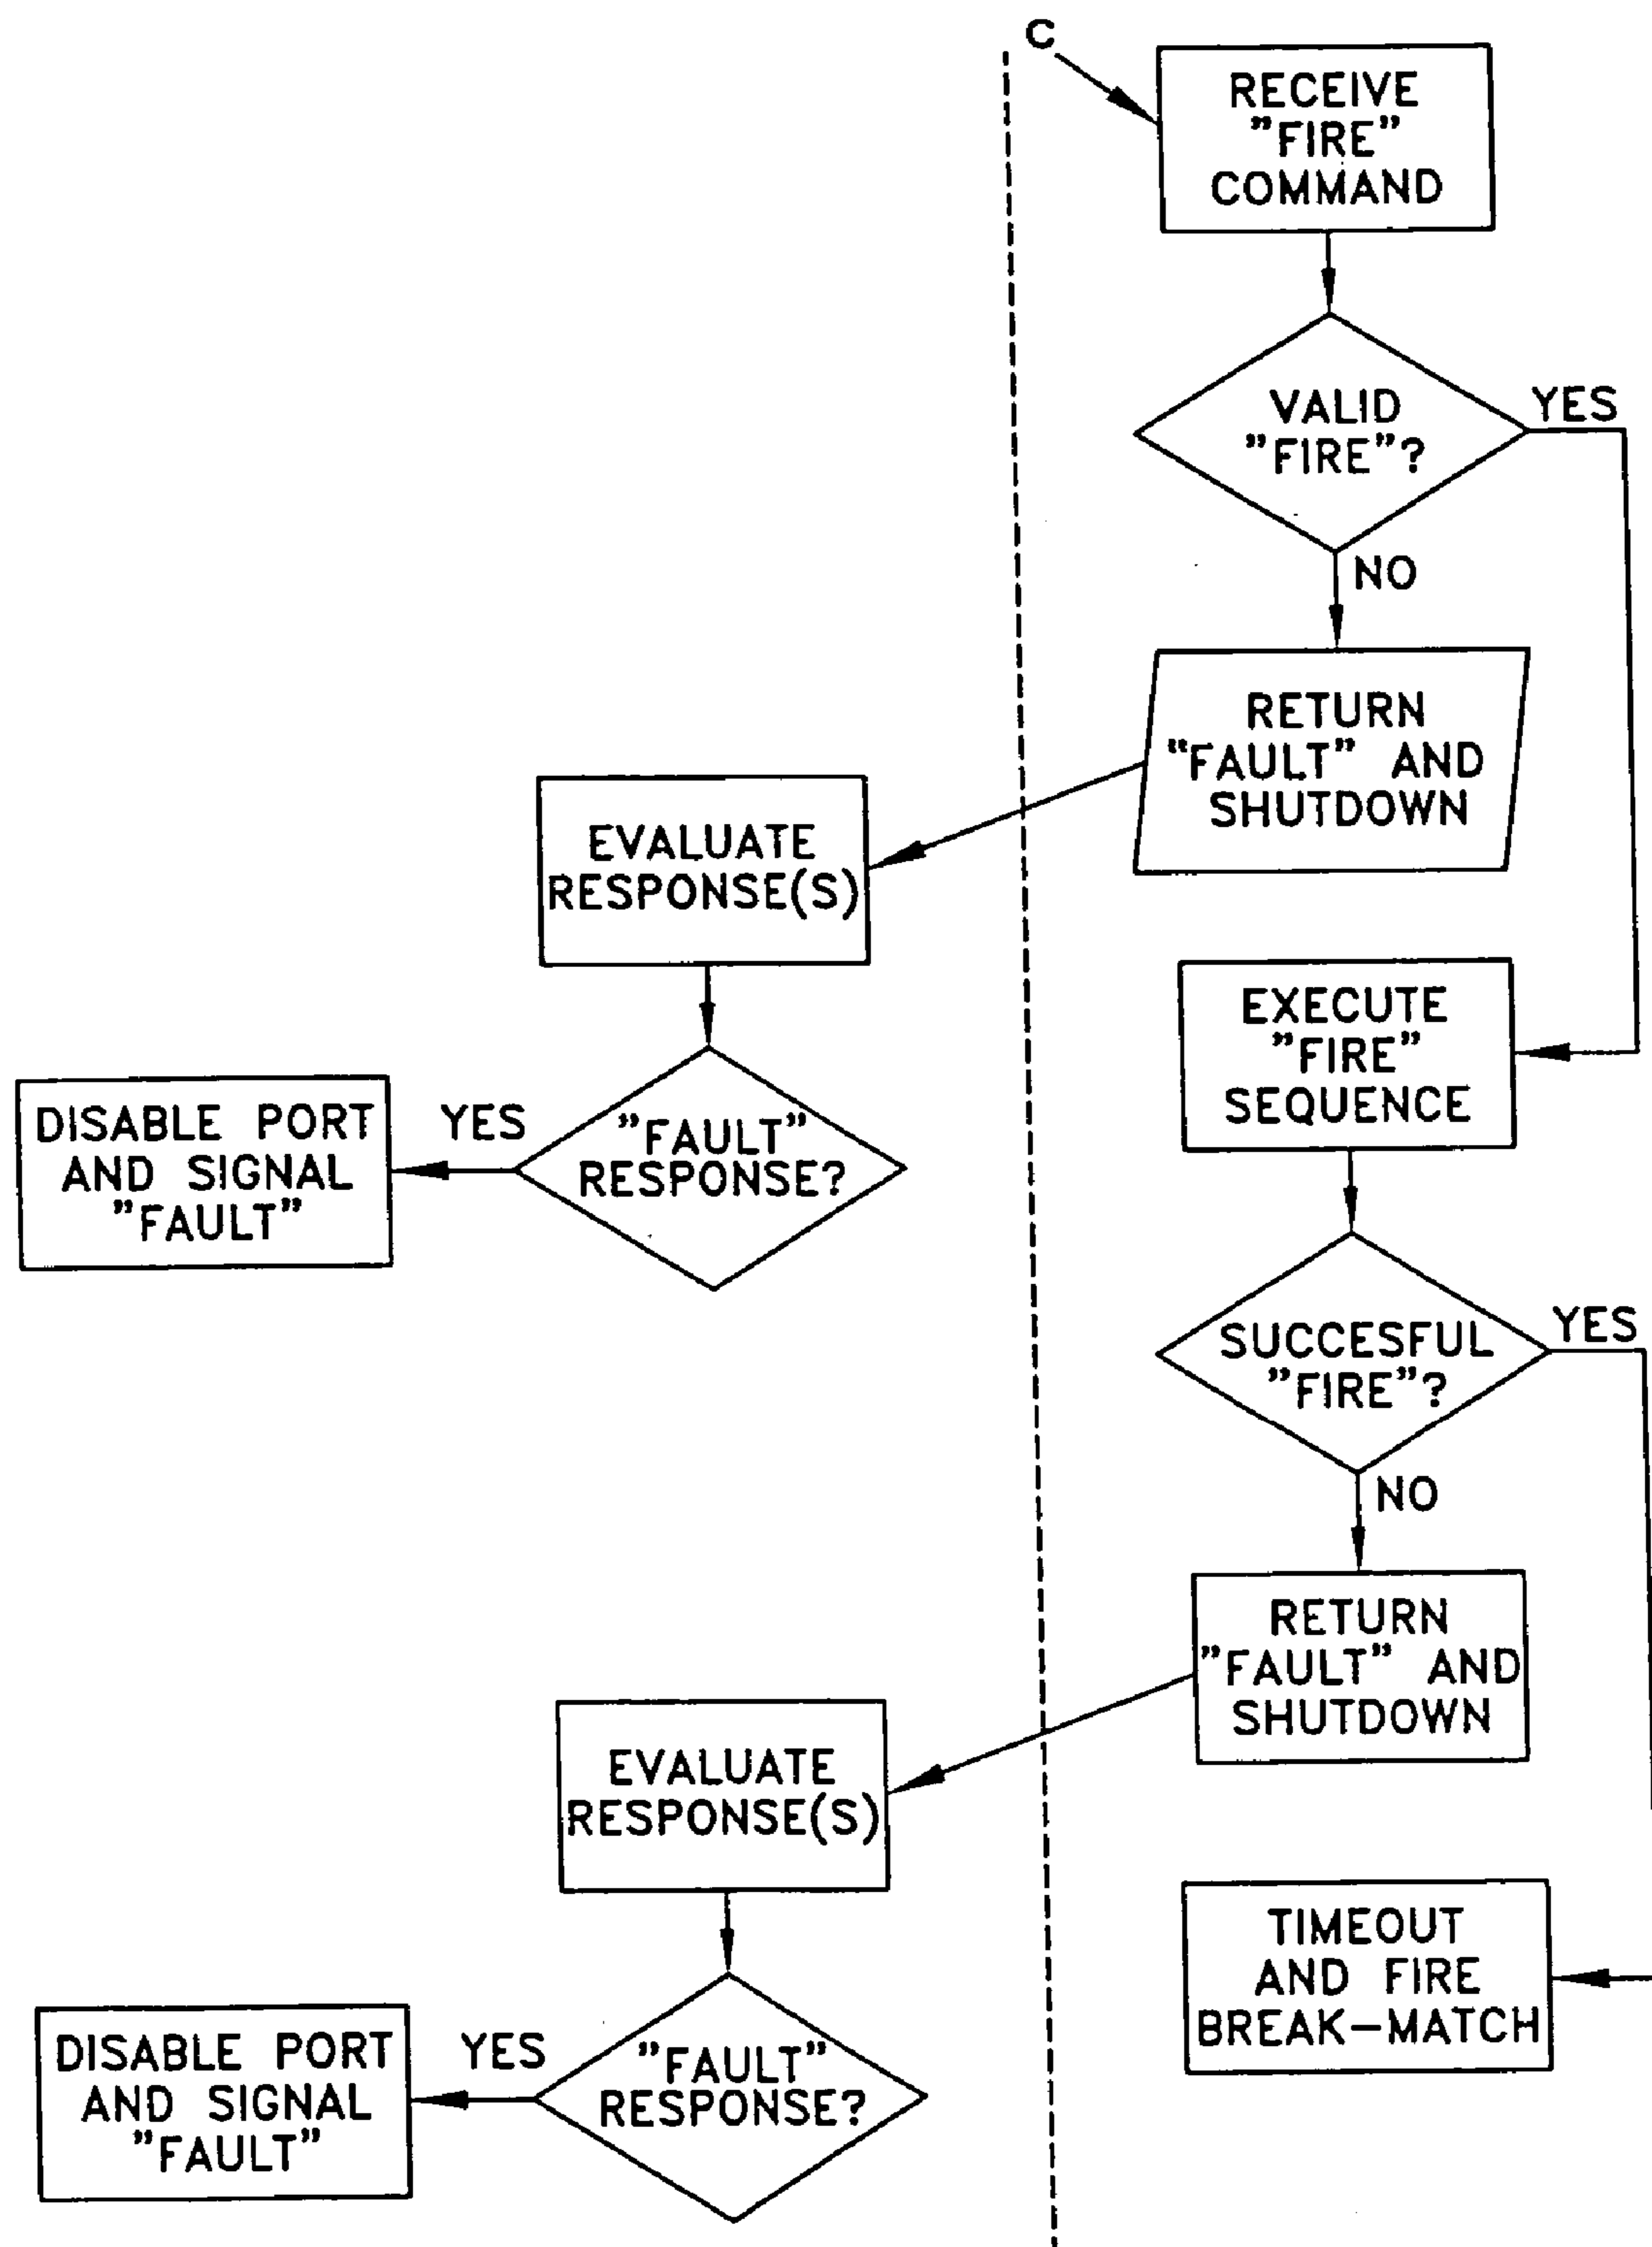 C
RECEIVE
"FIRE"
COMMAND
VALID
"FIRE"?
YES
NO
RETURN
"FAULT" AND
SHUTDOWN
EVALUATE
RESPONSE(S)
"FAULT"
RESPONSE?
YES
DISABLE PORT
AND SIGNAL
"FAULT"
EXECUTE
"FIRE"
SEQUENCE
SUCCESFUL
"FIRE"?
YES
NO
RETURN
"FAULT" AND
SHUTDOWN
EVALUATE
RESPONSE(S)
"FAULT"
RESPONSE?
YES
DISABLE PORT
AND SIGNAL
"FAULT"
TIMEOUT
AND FIRE
BREAK-MATCH